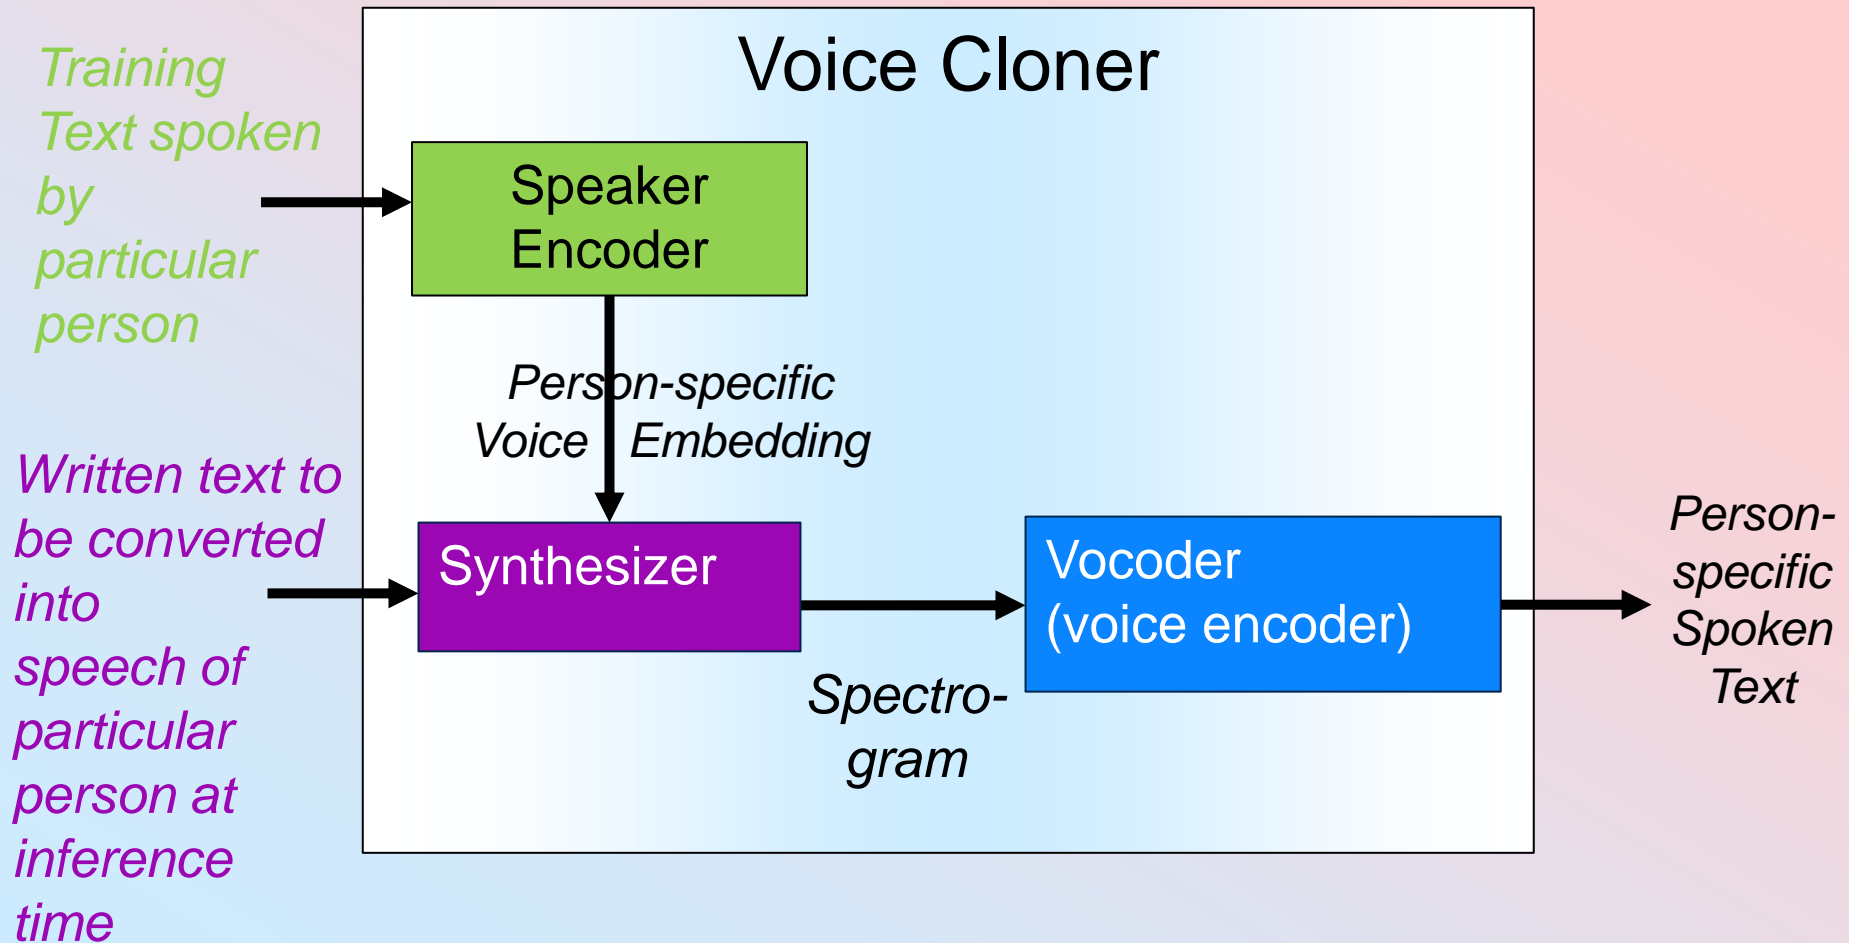 Voice Cloner
Training
Text spoken
by
particular
person
Speaker
Encoder
Person-specific
Voice Embedding
Written text to
be converted
into
speech of
particular
person at
inference
time
Synthesizer
Spectro-
gram
Vocoder
(voice encoder)
Person-
specific
Spoken
Text